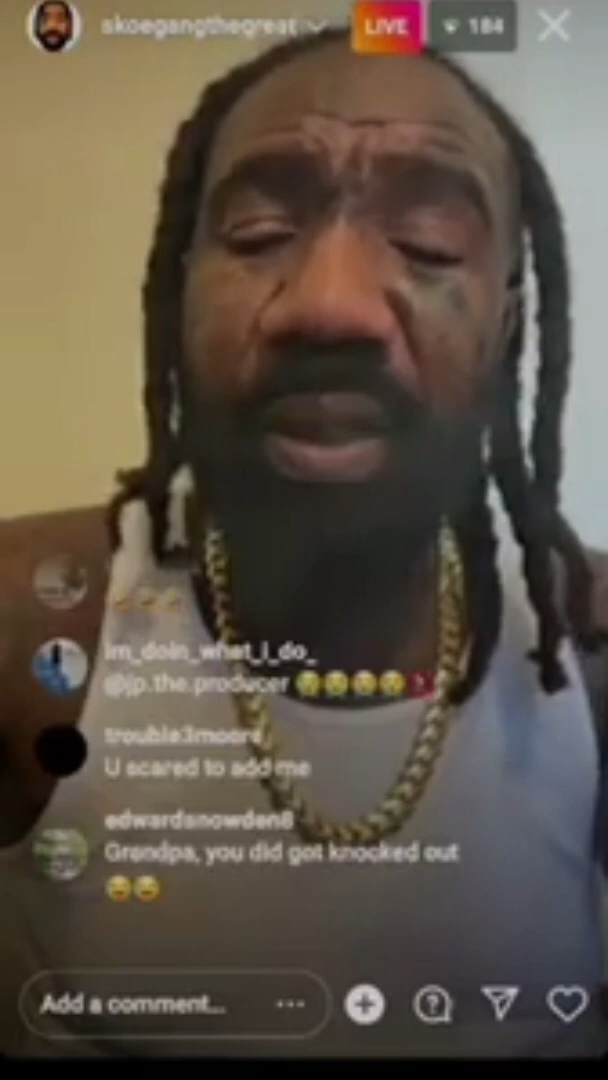 skoegangthegreat
LIVE
184
im_doin_what_i_do_
@jp.the.producer
trouble3moore
U scared to add me
edwardsnowden8
Grandpa, you did got knocked out
Add a comment...